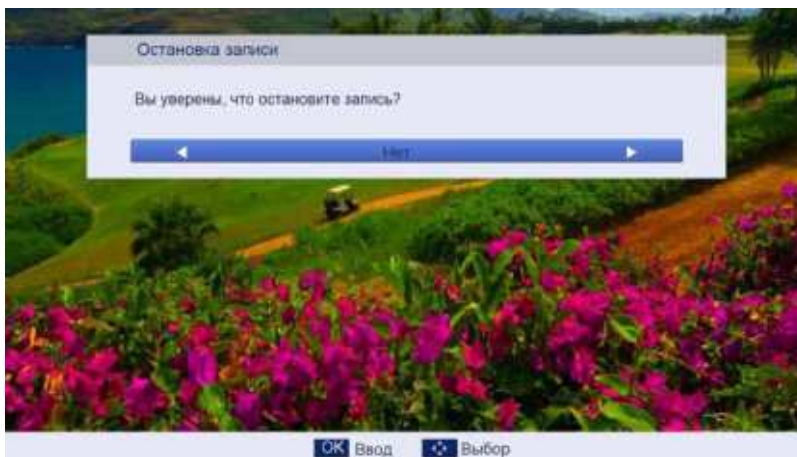 Остановка записи
Вы уверены, что остановите запись?
Нет
OK Ввод Выбор